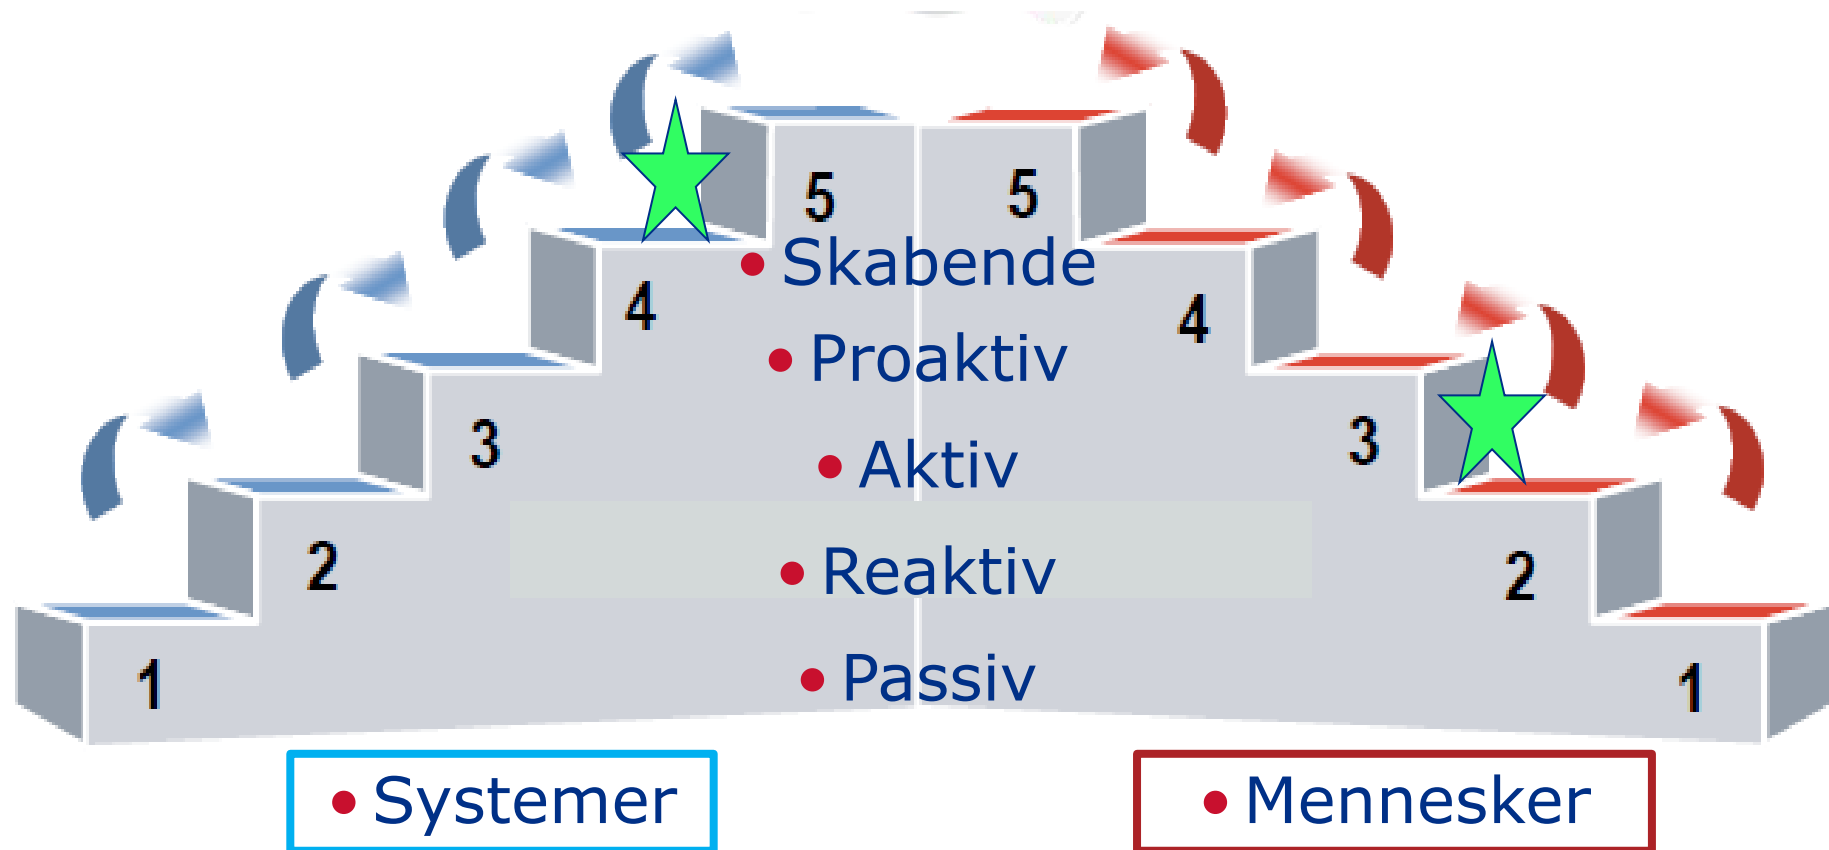 5 5
• Skabende
4 4
• Proaktiv
3 3
• Aktiv
2 2
• Reaktiv
1 1
• Passiv
• Systemer
• Mennesker